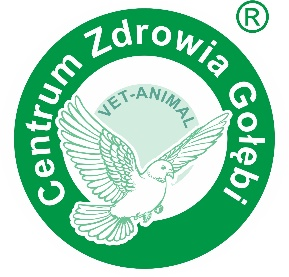 Centrum Zdrowia Gołębi
®
VET-ANIMAL